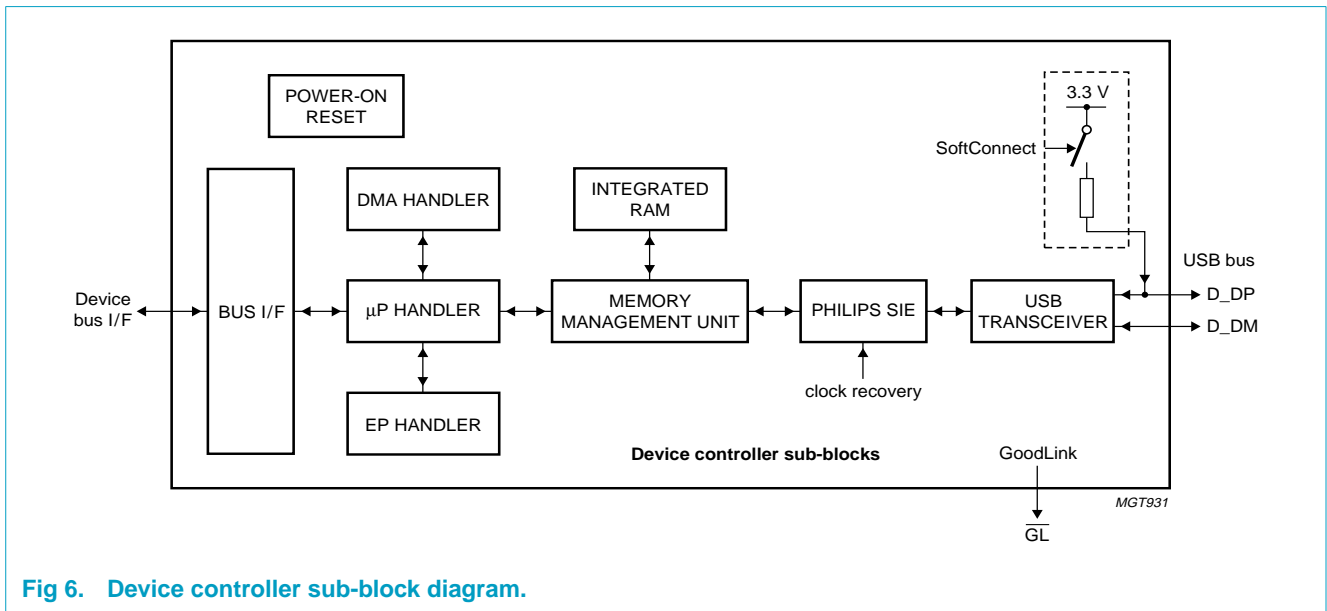 POWER-ON
RESET
3.3 V
SoftConnect
DMA HANDLER
INTEGRATED
RAM
USB bus
Device
bus I/F
BUS I/F
μP HANDLER
MEMORY
MANAGEMENT UNIT
PHILIPS SIE
USB
TRANSCEIVER
D_DP
D_DM
clock recovery
EP HANDLER
Device controller sub-blocks
GoodLink
MGT931
GL
Fig 6. Device controller sub-block diagram.